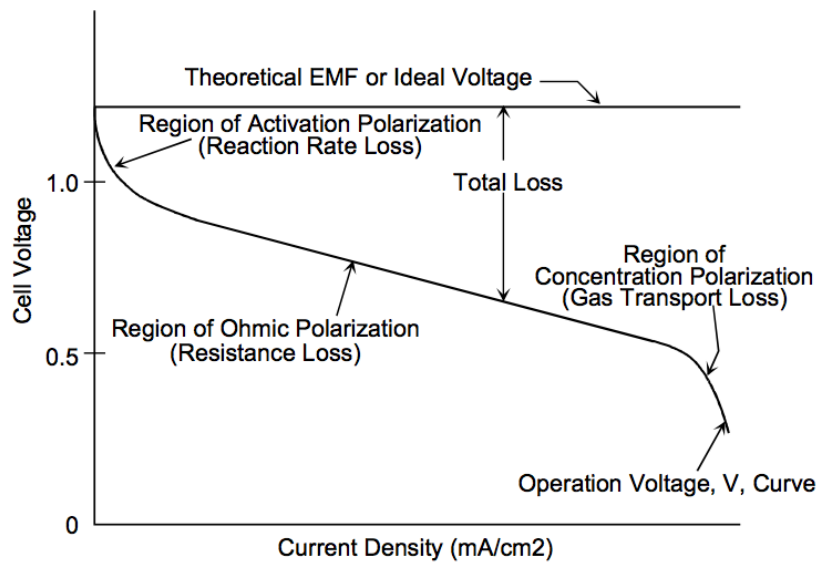 Theoretical EMF or Ideal Voltage
Region of Activation Polarization
(Reaction Rate Loss)
1.0
Total Loss
Cell Voltage
Region of
Concentration Polarization
(Gas Transport Loss)
Region of Ohmic Polarization
(Resistance Loss)
0.5
Operation Voltage, V, Curve
0
Current Density (mA/cm2)